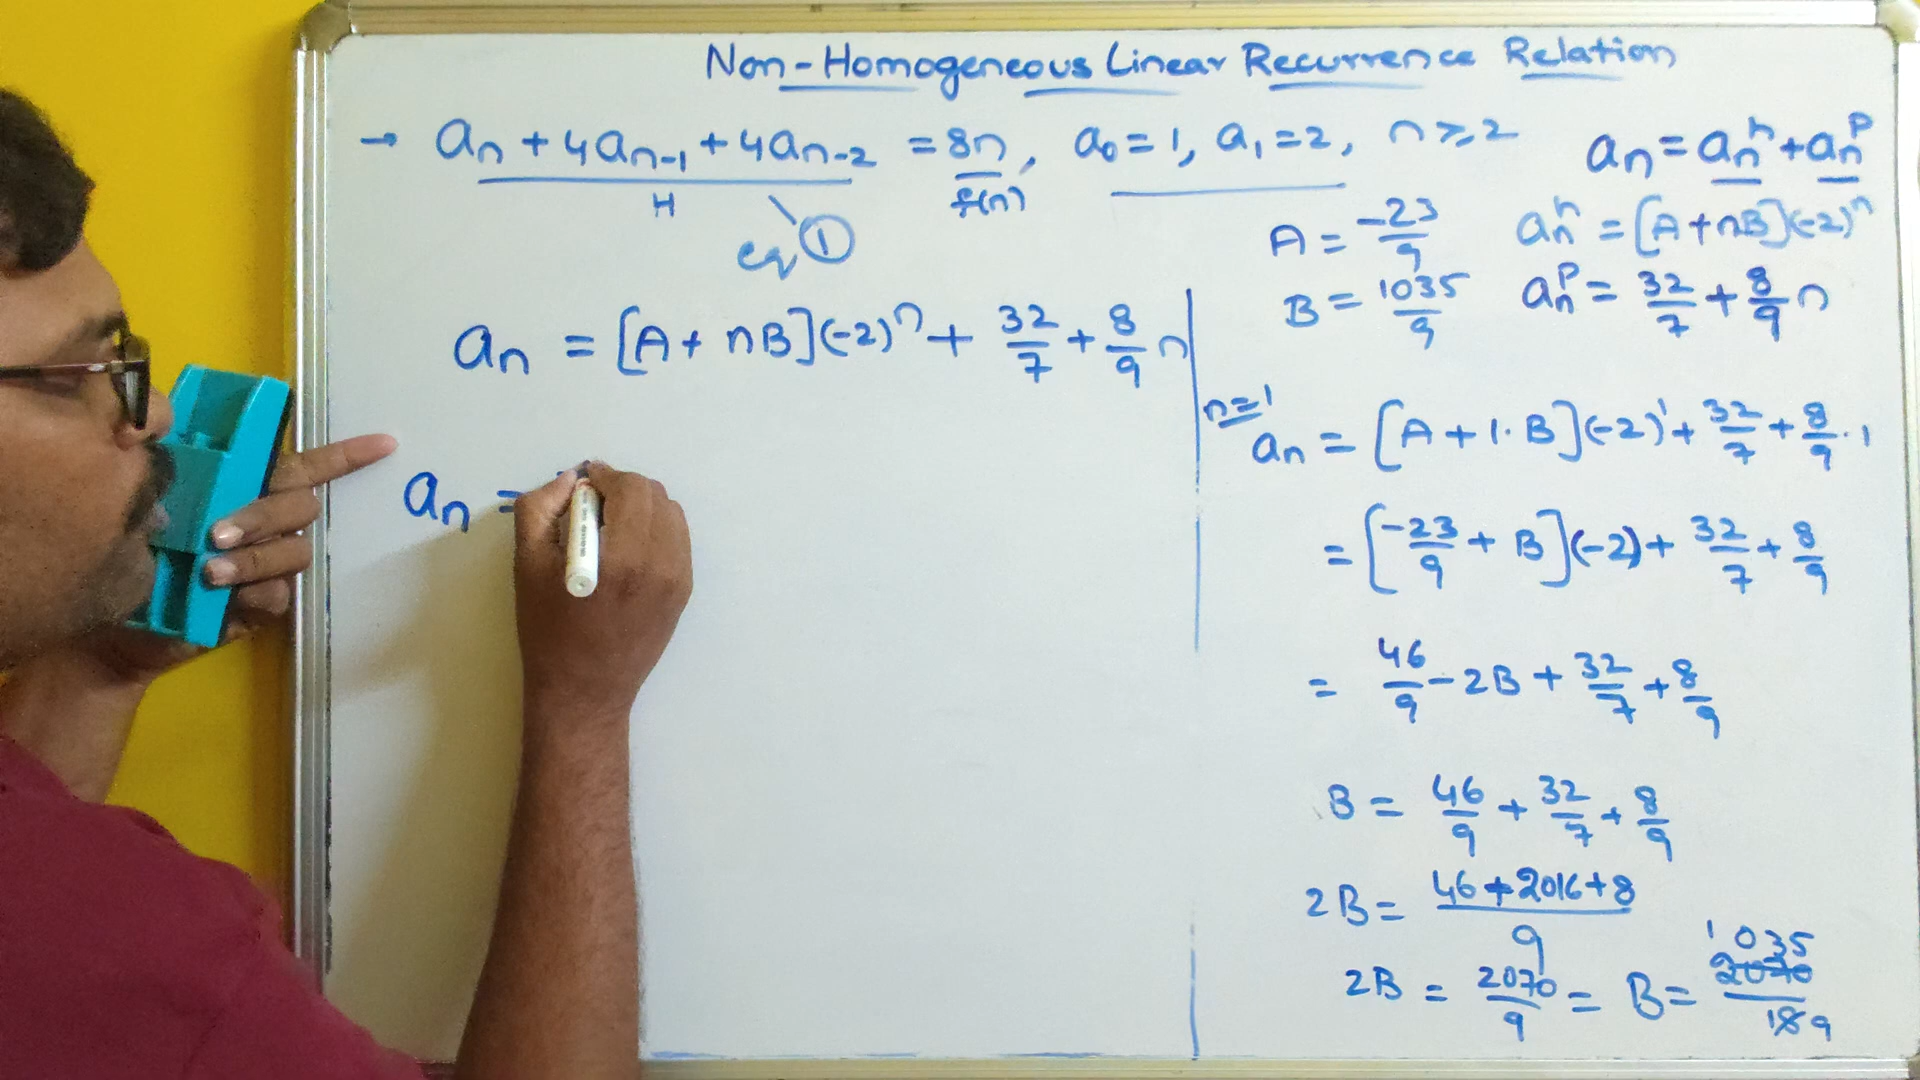 Non-Homogeneous Linear Recurrence Relation
→ aₙ + 4aₙ₋₁ + 4aₙ₋₂ = 8n, a₀ = 1, a₁ = 2, n ≥ 2
H
f(n)
eq ①
aₙ = [A + nB](-2)ⁿ + 32/7 + 8/9 n
aₙ =
aₙ = aₙʰ + aₙᵖ
A = -23/9
aₙʰ = [A + nB](-2)ⁿ
B = 1035/9
aₙᵖ = 32/7 + 8/9 n
n=1
aₙ = [A + 1·B](-2)¹ + 32/7 + 8/9 · 1
= [-23/9 + B](-2) + 32/7 + 8/9
= 46/9 - 2B + 32/7 + 8/9
B = 46/9 + 32/7 + 8/9
2B = 46 + 2016 + 8 / 9
2B = 2070/9 = B = 1035 2070/18 9